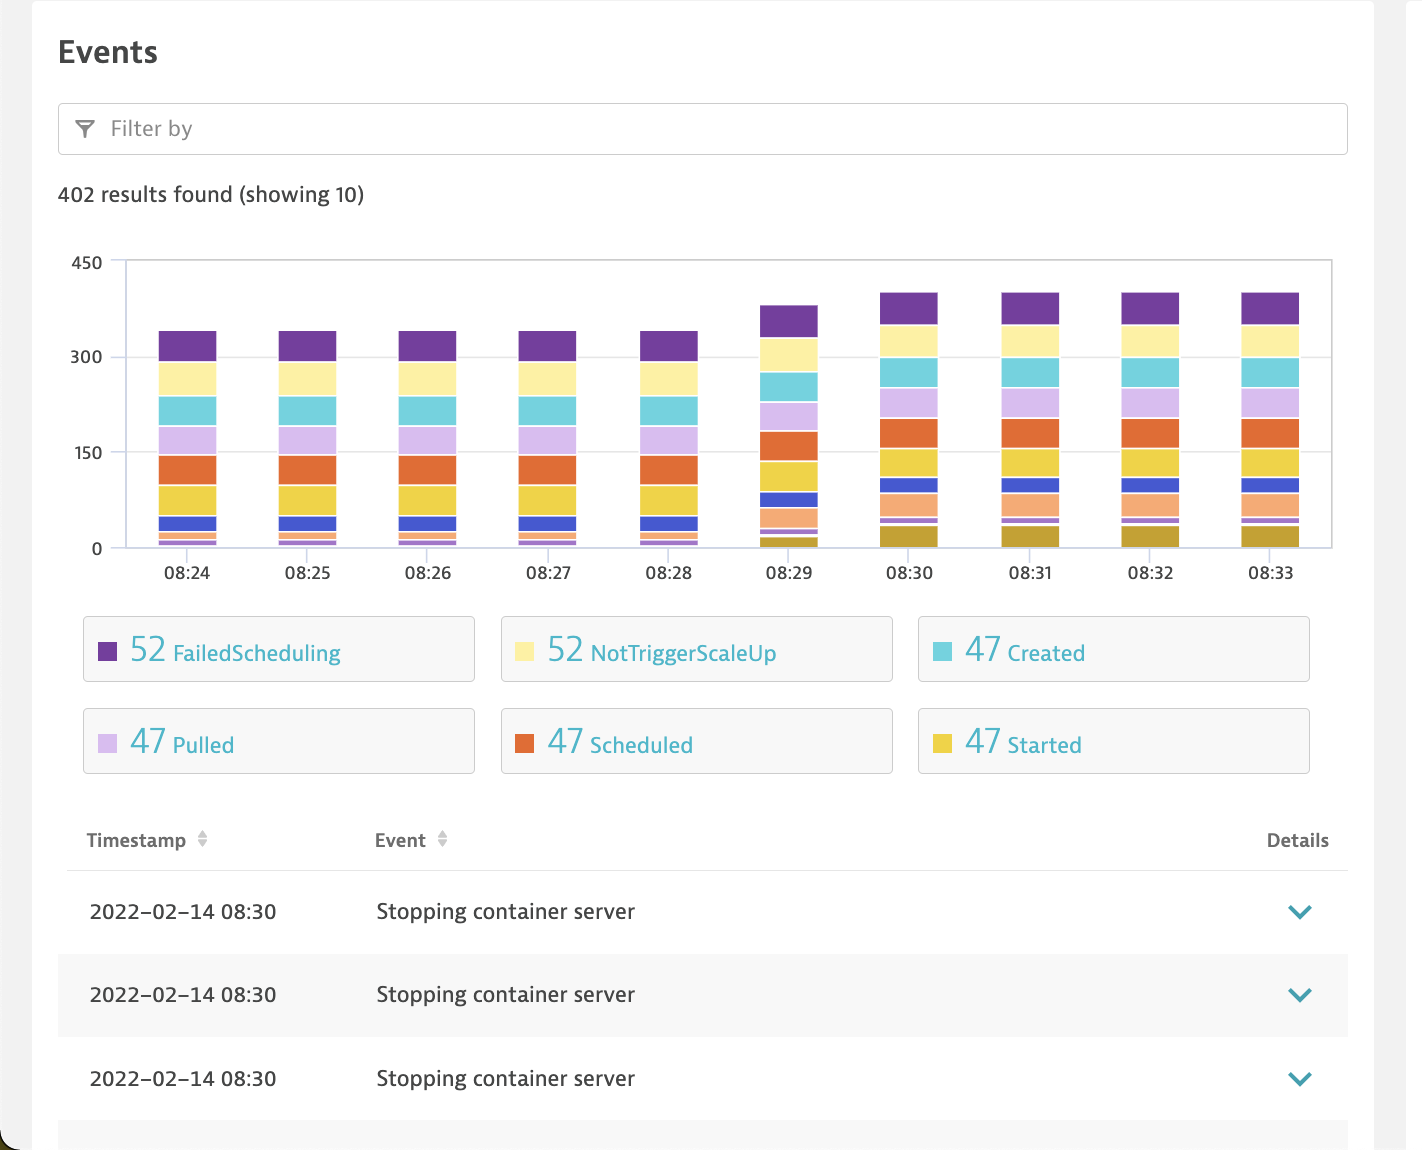 Events
Filter by
402 results found (showing 10)
450
300
150
0
08:24 08:25 08:26 08:27 08:28 08:29 08:30 08:31 08:32 08:33
52 FailedScheduling 52 NotTriggerScaleUp 47 Created
47 Pulled 47 Scheduled 47 Started
Timestamp Event Details
2022-02-14 08:30 Stopping container server
2022-02-14 08:30 Stopping container server
2022-02-14 08:30 Stopping container server